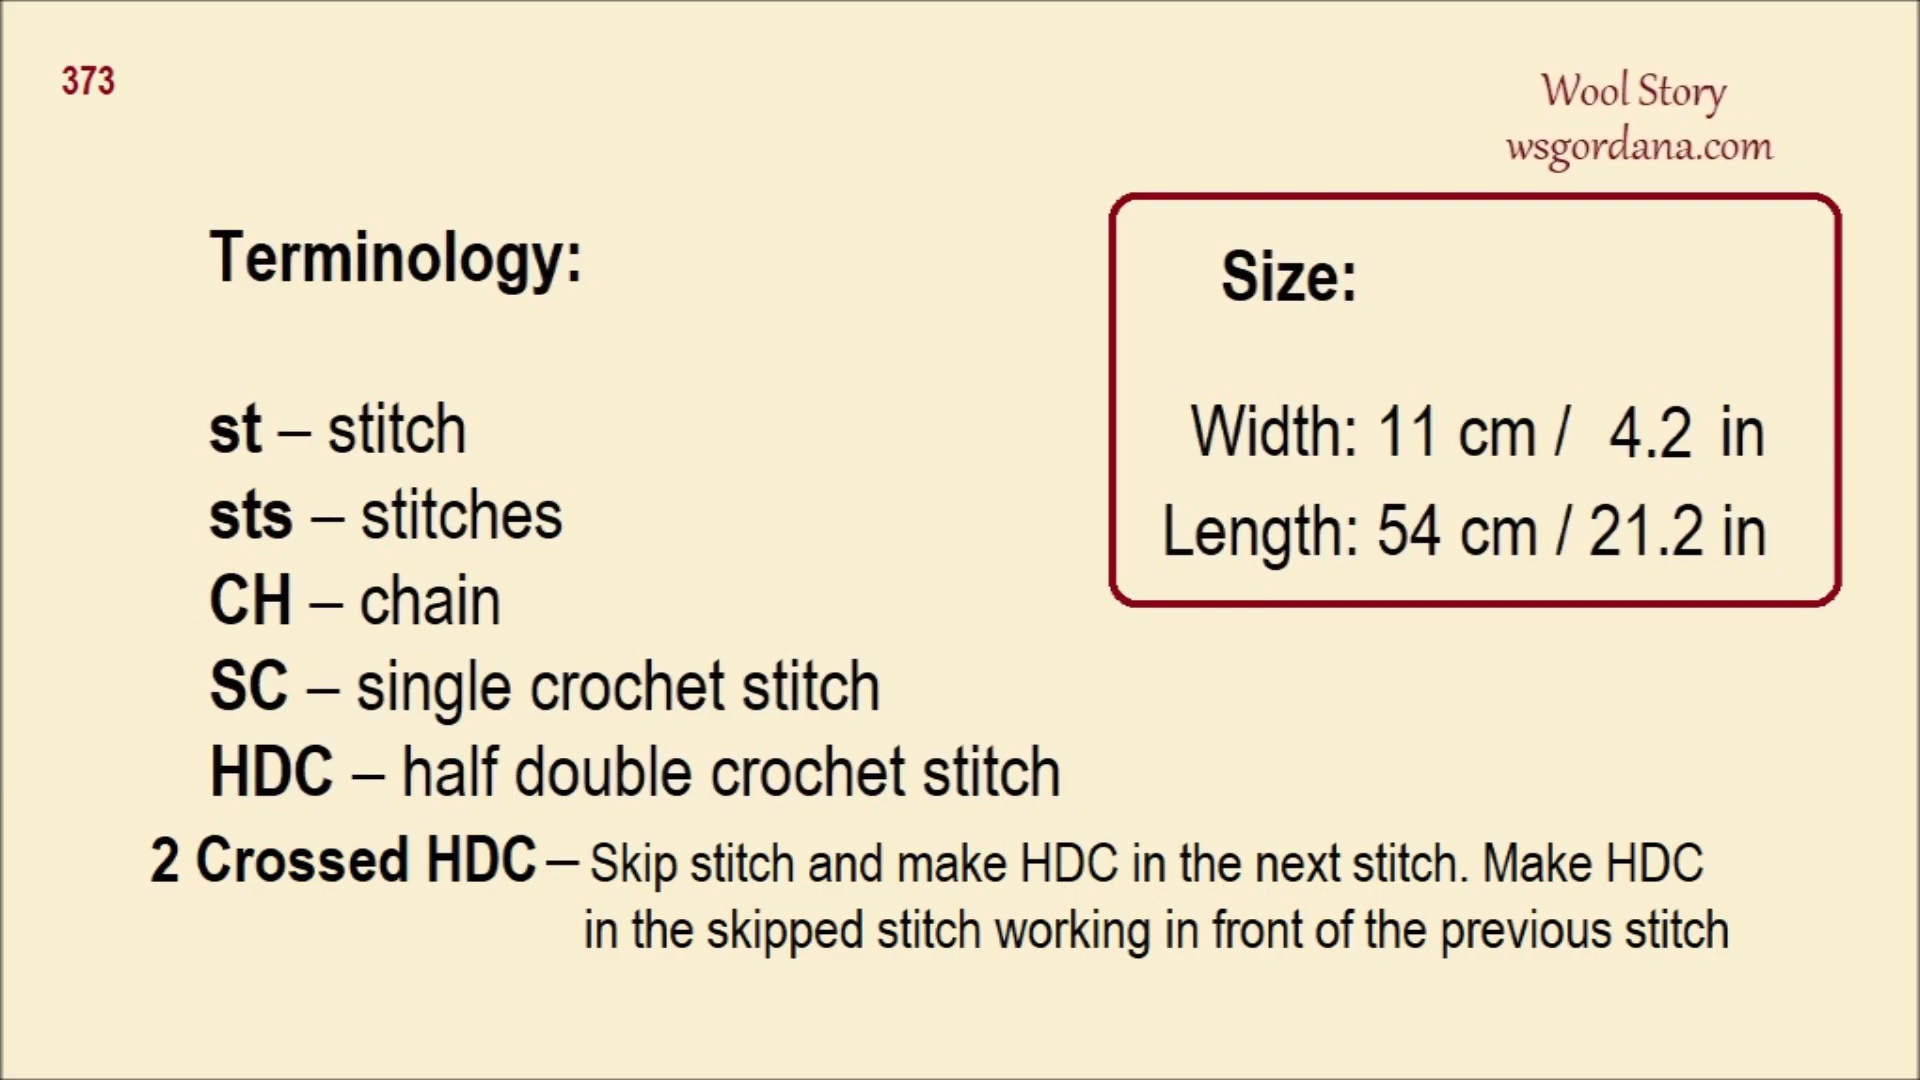 373
Wool Story
wsgordana.com
Terminology:
st – stitch
sts – stitches
CH – chain
SC – single crochet stitch
HDC – half double crochet stitch
2 Crossed HDC – Skip stitch and make HDC in the next stitch. Make HDC
in the skipped stitch working in front of the previous stitch
Size:
Width: 11 cm / 4.2 in
Length: 54 cm / 21.2 in